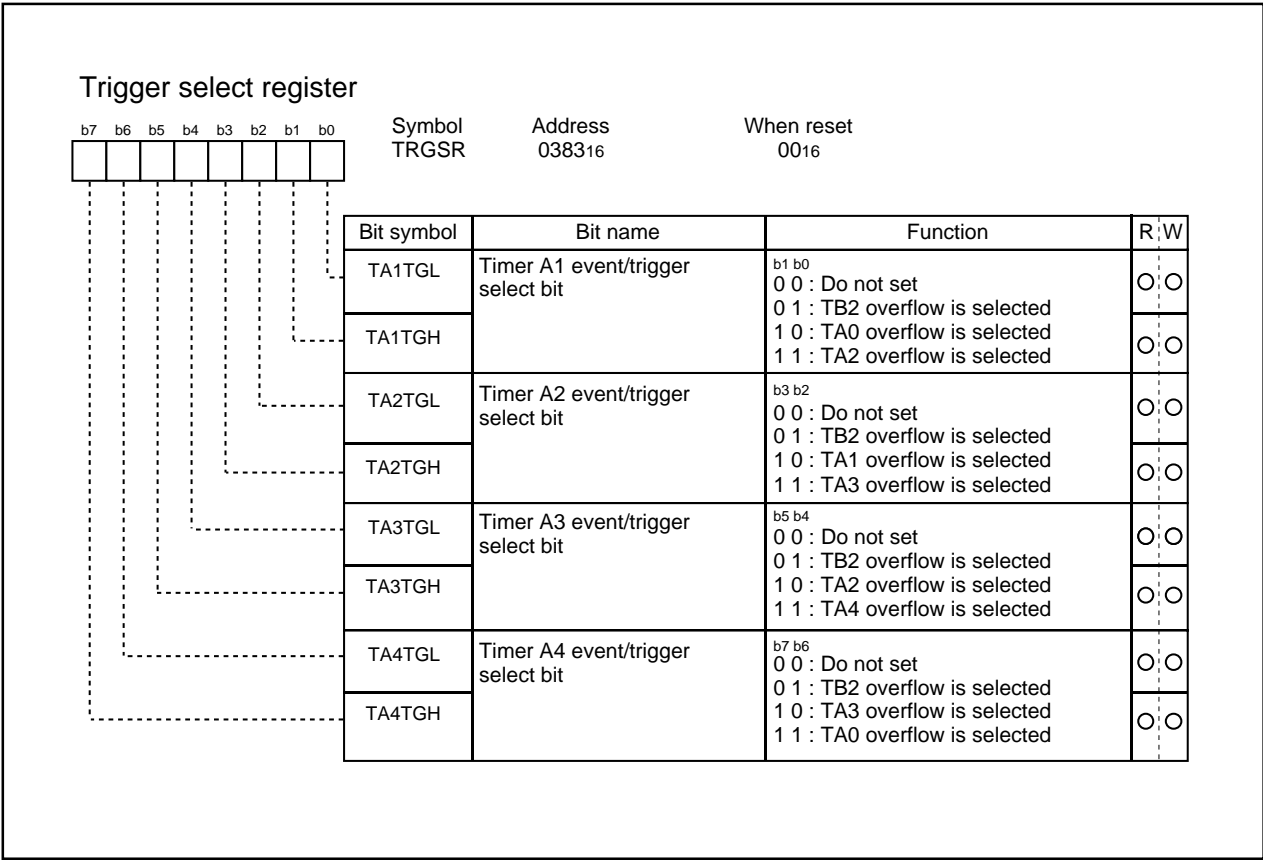 Trigger select register
b7 b6 b5 b4 b3 b2 b1 b0
Symbol Address When reset
TRGSR 038316 0016
Bit symbol Bit name Function R W
TA1TGL Timer A1 event/trigger select bit
b1 b0
0 0 : Do not set
0 1 : TB2 overflow is selected
TA1TGH 1 0 : TA0 overflow is selected
1 1 : TA2 overflow is selected
TA2TGL Timer A2 event/trigger select bit
b3 b2
0 0 : Do not set
0 1 : TB2 overflow is selected
TA2TGH 1 0 : TA1 overflow is selected
1 1 : TA3 overflow is selected
TA3TGL Timer A3 event/trigger select bit
b5 b4
0 0 : Do not set
0 1 : TB2 overflow is selected
TA3TGH 1 0 : TA2 overflow is selected
1 1 : TA4 overflow is selected
TA4TGL Timer A4 event/trigger select bit
b7 b6
0 0 : Do not set
0 1 : TB2 overflow is selected
TA4TGH 1 0 : TA3 overflow is selected
1 1 : TA0 overflow is selected